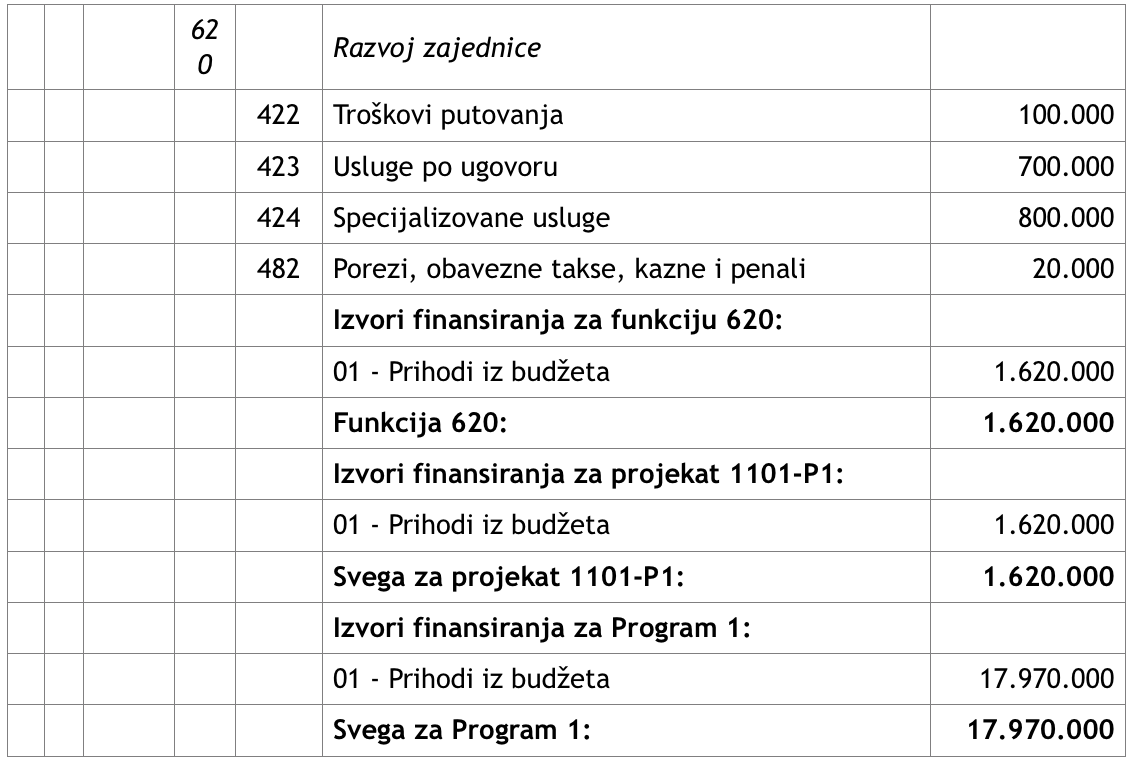 62
0 Razvoj zajednice
422 Troškovi putovanja 100.000
423 Usluge po ugovoru 700.000
424 Specijalizovane usluge 800.000
482 Porezi, obavezne takse, kazne i penali 20.000
Izvori finansiranja za funkciju 620:
01 - Prihodi iz budžeta 1.620.000
Funkcija 620: 1.620.000
Izvori finansiranja za projekat 1101-P1:
01 - Prihodi iz budžeta 1.620.000
Svega za projekat 1101-P1: 1.620.000
Izvori finansiranja za Program 1:
01 - Prihodi iz budžeta 17.970.000
Svega za Program 1: 17.970.000